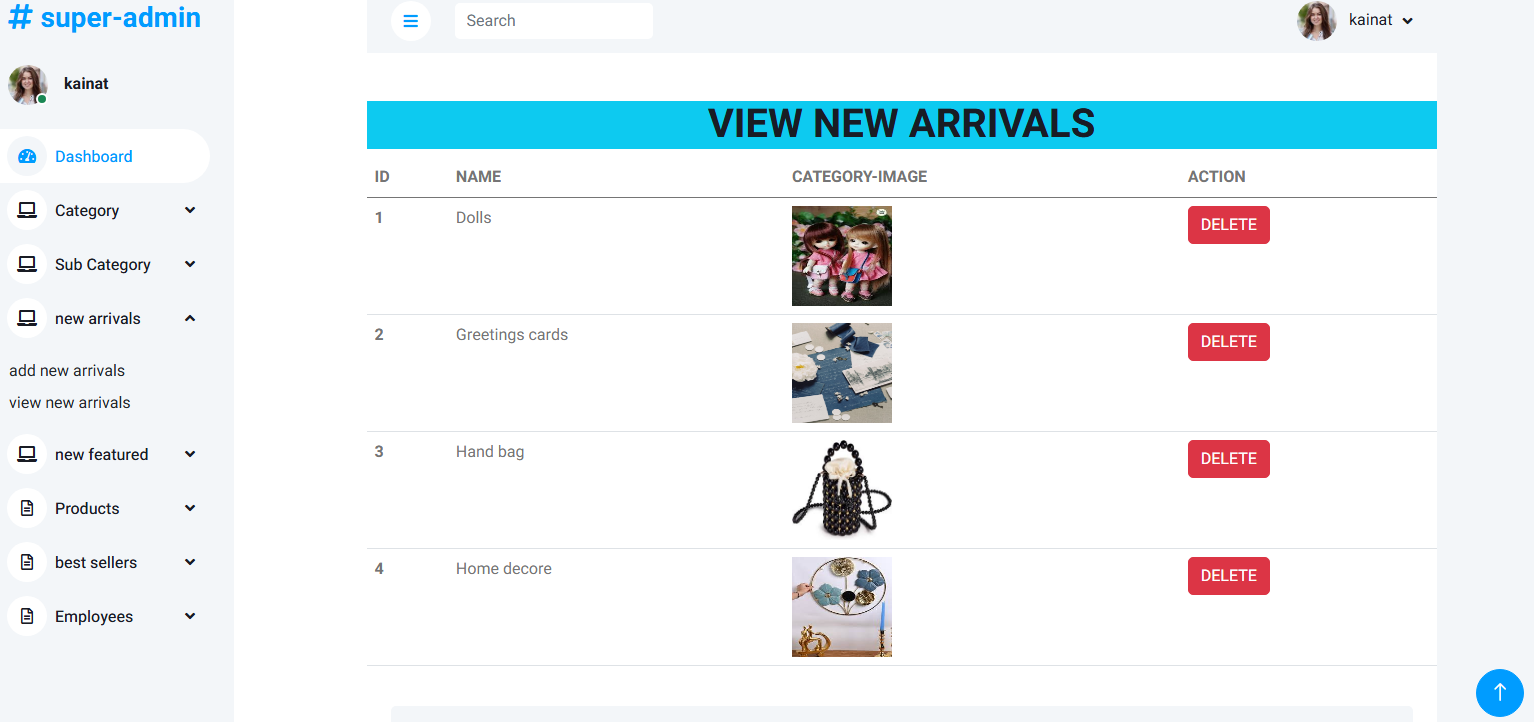 # super-admin
Search
kainat
kainat
Dashboard
Category
Sub Category
new arrivals
add new arrivals
view new arrivals
new featured
Products
best sellers
Employees
VIEW NEW ARRIVALS
ID NAME CATEGORY-IMAGE ACTION
1 Dolls DELETE
2 Greetings cards DELETE
3 Hand bag DELETE
4 Home decore DELETE